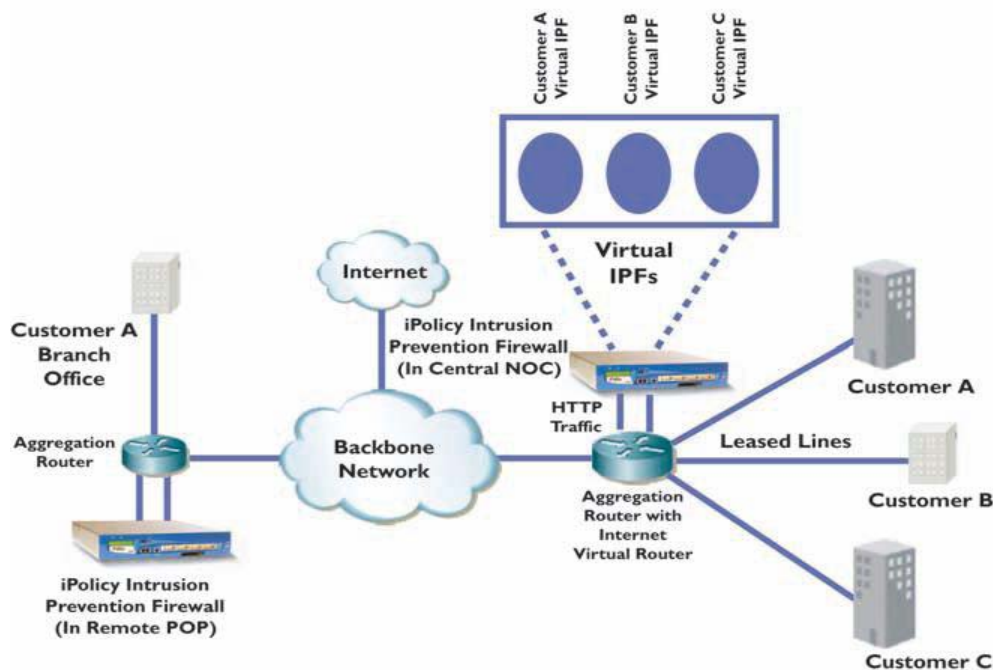 Customer A
Virtual IPF
Customer B
Virtual IPF
Customer C
Virtual IPF
Virtual
IPFs
Internet
iPolicy Intrusion
Prevention Firewall
(In Central NOC)
Customer A
Branch
Office
Customer A
HTTP
Traffic
Aggregation
Router
Backbone
Network
Leased Lines
Customer B
Aggregation
Router with
Internet
Virtual Router
iPolicy Intrusion
Prevention Firewall
(In Remote POP)
Customer C